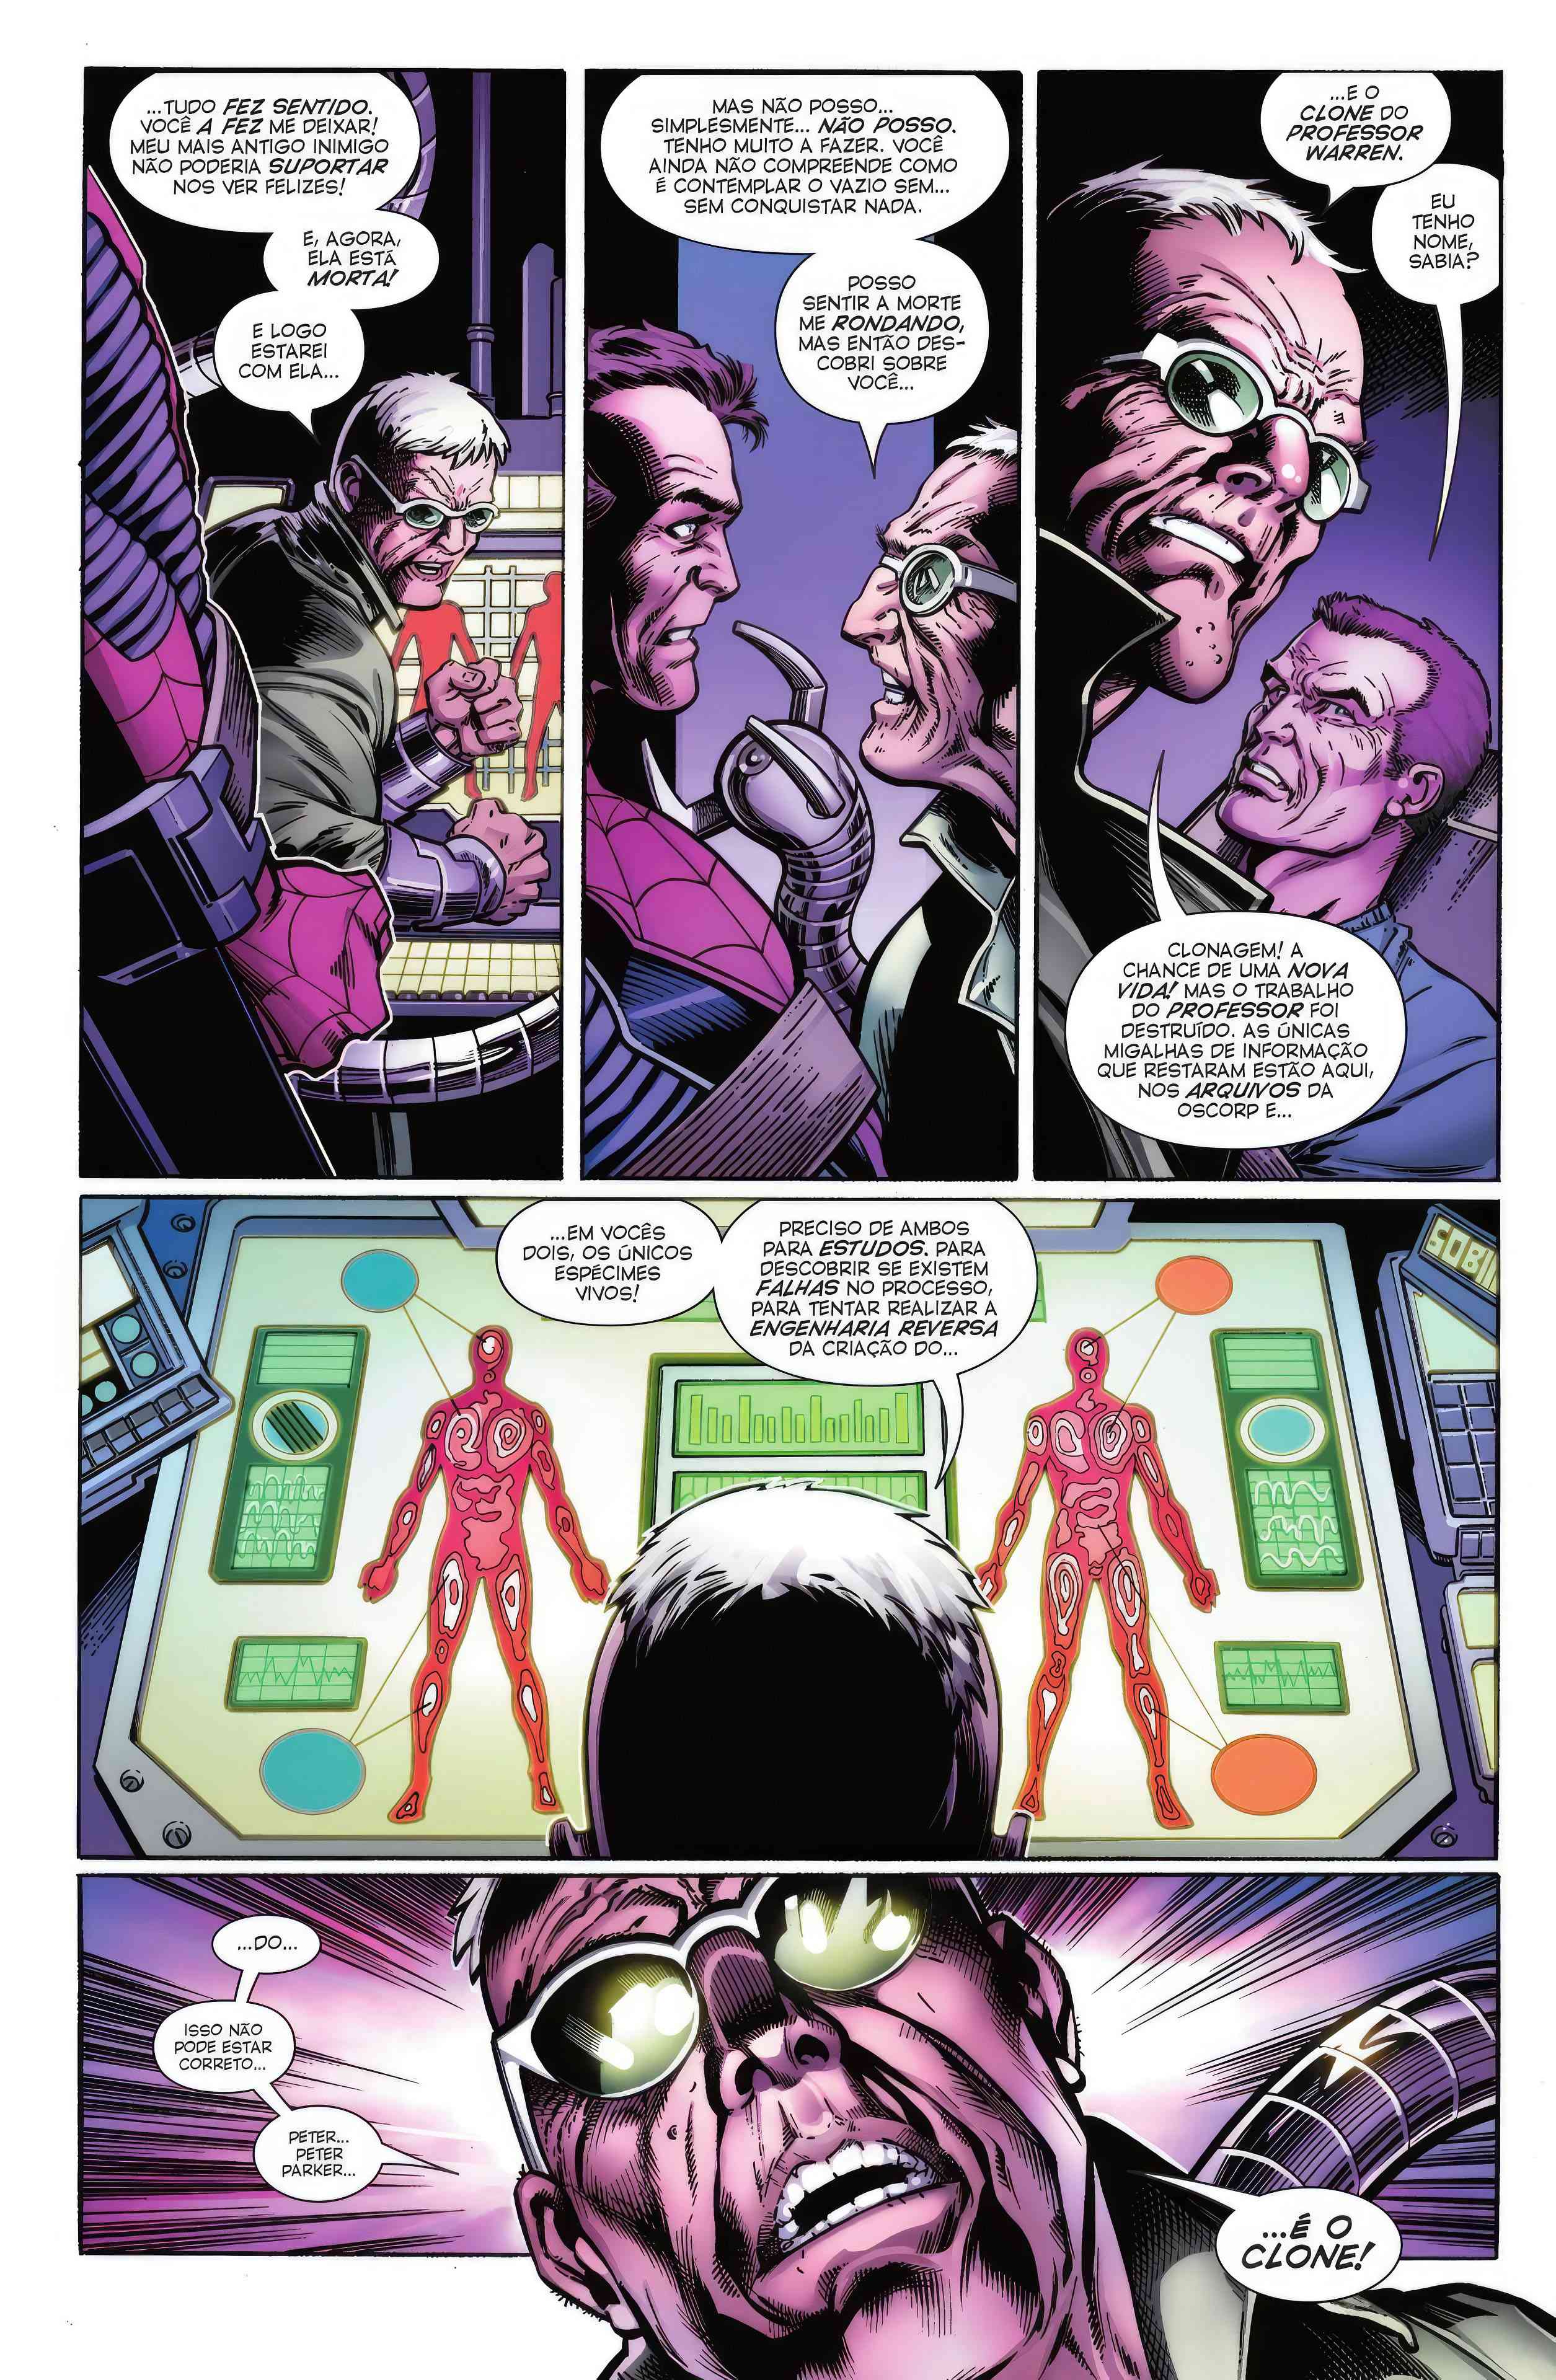 ...TUDO FEZ SENTIDO.
VOCÊ A FEZ ME DEIXAR!
MEU MAIS ANTIGO INIMIGO
NÃO PODERIA SUPORTAR
NOS VER FELIZES!
E, AGORA,
ELA ESTÁ
MORTA!
E LOGO
ESTAREI
COM ELA...
MAS NÃO POSSO...
SIMPLESMENTE... NÃO POSSO.
TENHO MUITO A FAZER. VOCÊ
AINDA NÃO COMPREENDE COMO
É CONTEMPLAR O VAZIO SEM...
SEM CONQUISTAR NADA.
POSSO
SENTIR A MORTE
ME RONDANDO,
MAS ENTÃO DES-
COBRI SOBRE
VOCÊ...
...E O
CLONE DO
PROFESSOR
WARREN.
EU
TENHO
NOME,
SABIA?
CLONAGEM! A
CHANCE DE UMA NOVA
VIDA! MAS O TRABALHO
DO PROFESSOR FOI
DESTRUÍDO. AS ÚNICAS
MIGALHAS DE INFORMAÇÃO
QUE RESTARAM ESTÃO AQUI,
NOS ARQUIVOS DA
OSCORP E...
...EM VOCÊS
DOIS, OS ÚNICOS
ESPÉCIMES
VIVOS!
PRECISO DE AMBOS
PARA ESTUDOS. PARA
DESCOBRIR SE EXISTEM
FALHAS NO PROCESSO,
PARA TENTAR REALIZAR A
ENGENHARIA REVERSA
DA CRIAÇÃO DO...
...DO...
ISSO NÃO
PODE ESTAR
CORRETO...
PETER...
PETER
PARKER...
...É O
CLONE!